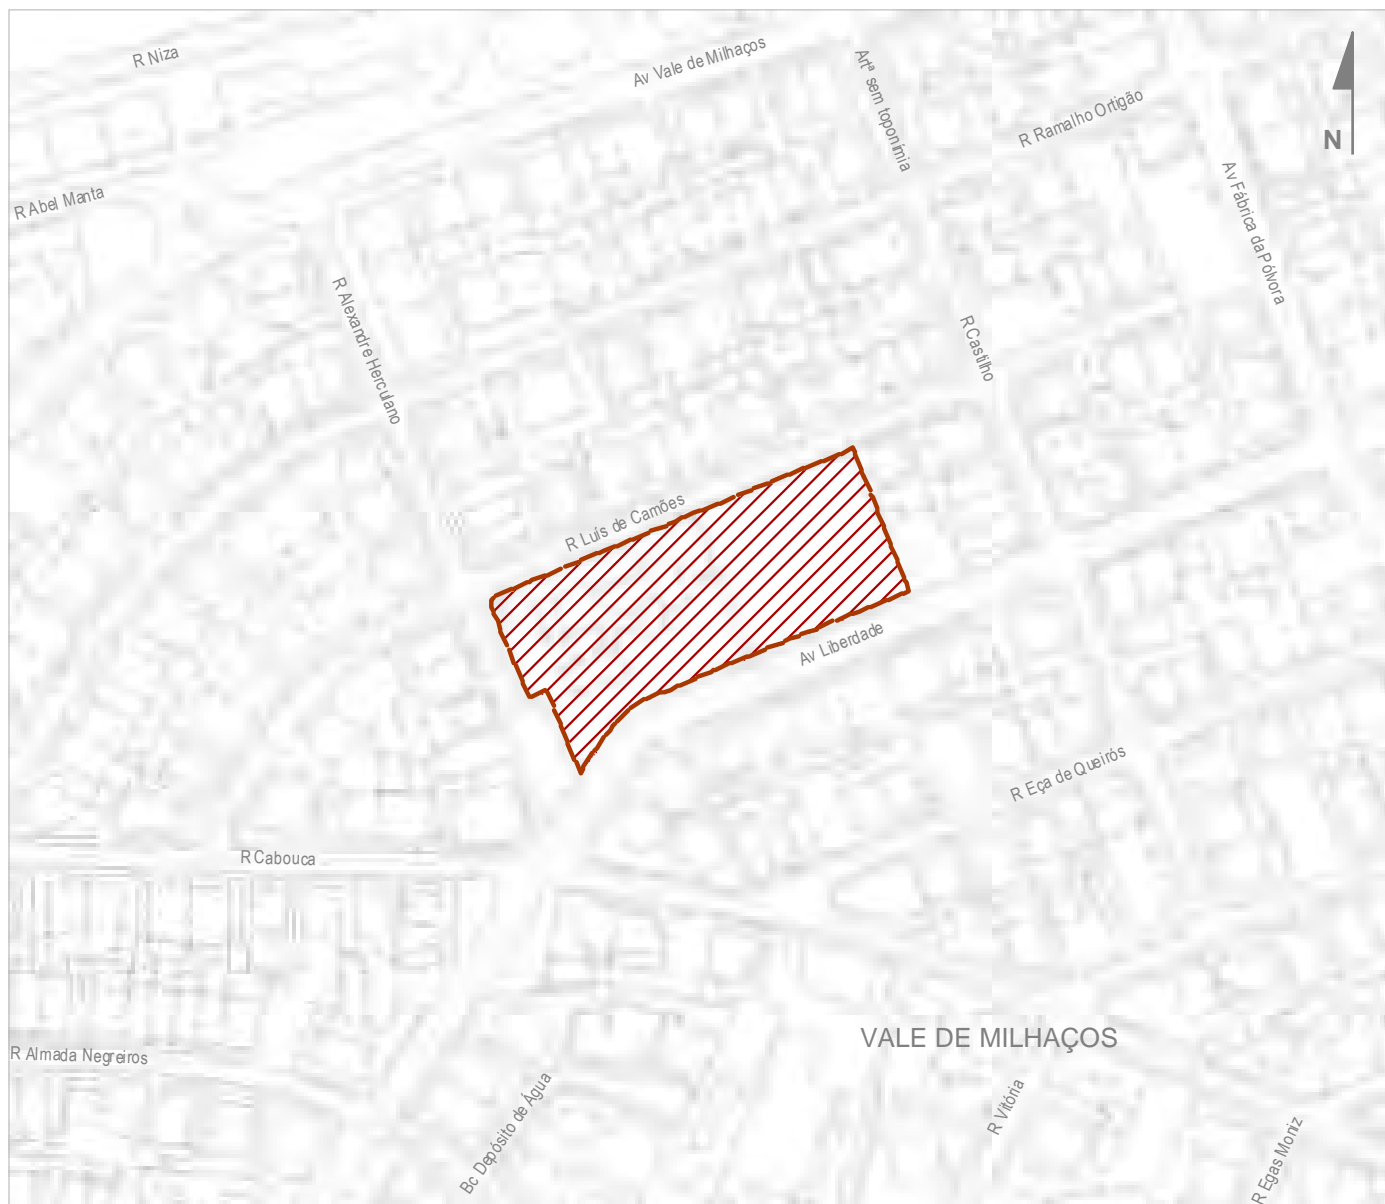 R Niza
Av Vale de Milhaços
Artª sem toponímia
R Ramalho Ortigão
N
R Abel Manta
Av Fábrica da Pólvora
R Alexandre Herculano
R Castilho
R Luís de Camões
Av Liberdade
R Eça de Queirós
R Cabouca
VALE DE MILHAÇOS
R Almada Negreiros
Bc Depósito de Água
R Vitória
R Egas Moniz